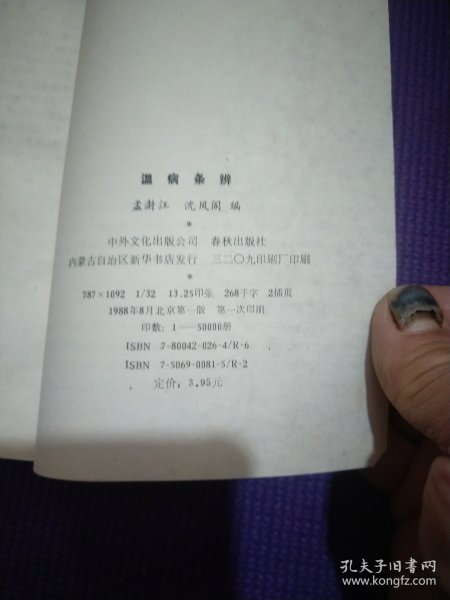 温病条辨
孟澍江 沈凤阁 编
*
中外文化出版公司 春秋出版社
内蒙古自治区新华书店发行 三二〇九印刷厂印刷
*
787×1092 1/32 13.25印张 268千字 2插页
1988年8月北京第一版 第一次印刷
印数：1—50000册
ISBN 7-80042-026-4/R·6
ISBN 7-5069-0081-5/R·2
定价：3.95元
孔夫子旧书网
www.kongfz.com